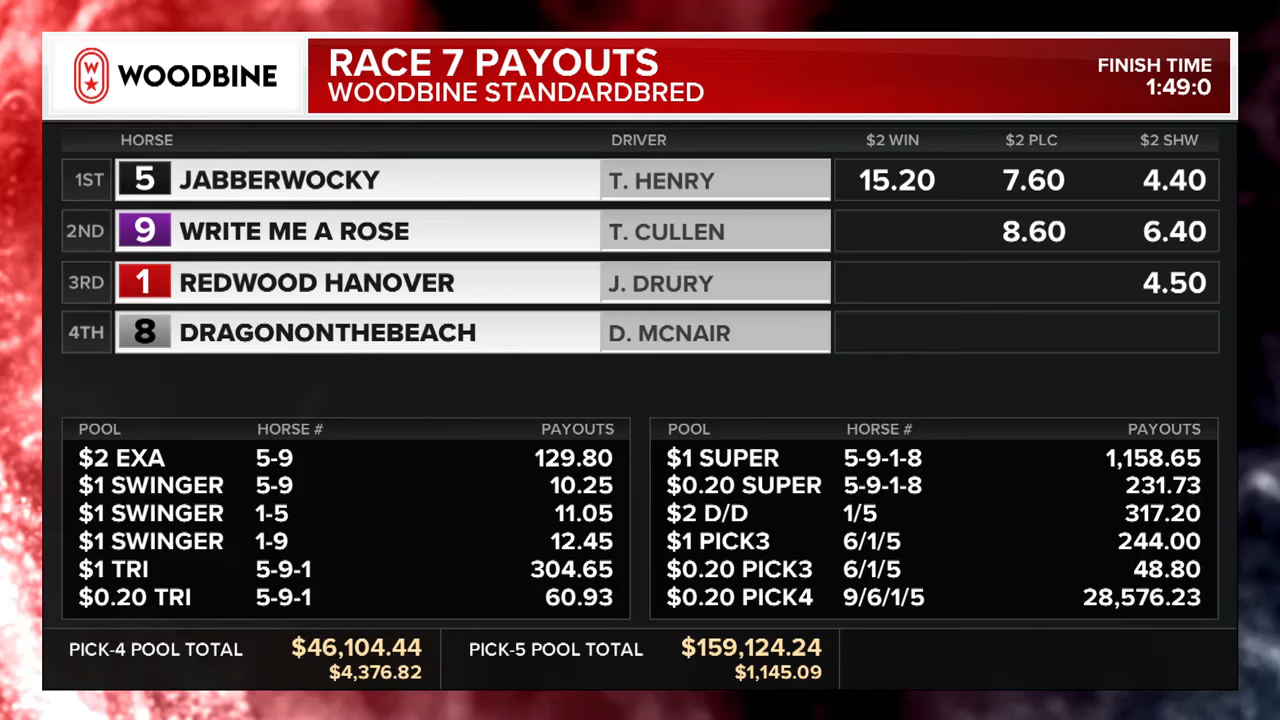 W
WOODBINE
RACE 7 PAYOUTS
WOODBINE STANDARDBRED
FINISH TIME
1:49:0
HORSE DRIVER $2 WIN $2 PLC $2 SHW
1ST 5 JABBERWOCKY T. HENRY 15.20 7.60 4.40
2ND 9 WRITE ME A ROSE T. CULLEN 8.60 6.40
3RD 1 REDWOOD HANOVER J. DRURY 4.50
4TH 8 DRAGONONTHEBEACH D. MCNAIR
POOL HORSE # PAYOUTS
$2 EXA 5-9 129.80
$1 SWINGER 5-9 10.25
$1 SWINGER 1-5 11.05
$1 SWINGER 1-9 12.45
$1 TRI 5-9-1 304.65
$0.20 TRI 5-9-1 60.93
POOL HORSE # PAYOUTS
$1 SUPER 5-9-1-8 1,158.65
$0.20 SUPER 5-9-1-8 231.73
$2 D/D 1/5 317.20
$1 PICK3 6/1/5 244.00
$0.20 PICK3 6/1/5 48.80
$0.20 PICK4 9/6/1/5 28,576.23
PICK-4 POOL TOTAL $46,104.44
$4,376.82
PICK-5 POOL TOTAL $159,124.24
$1,145.09